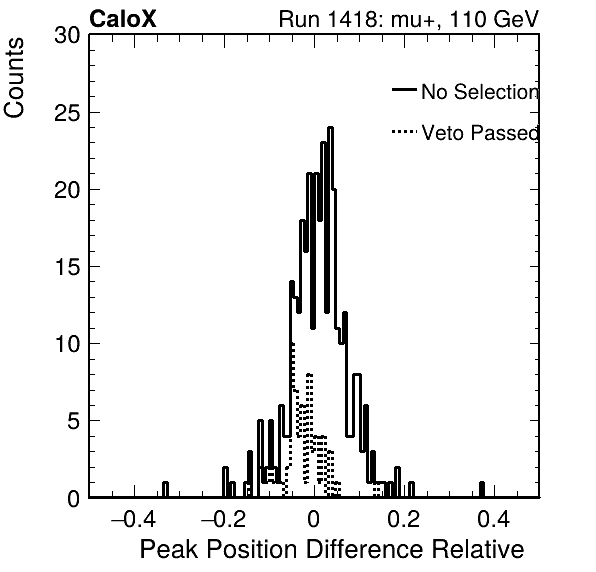 CaloX Run 1418: mu+, 110 GeV
Counts
30
25
20
15
10
5
0
No Selection
Veto Passed
−0.4 −0.2 0 0.2 0.4
Peak Position Difference Relative